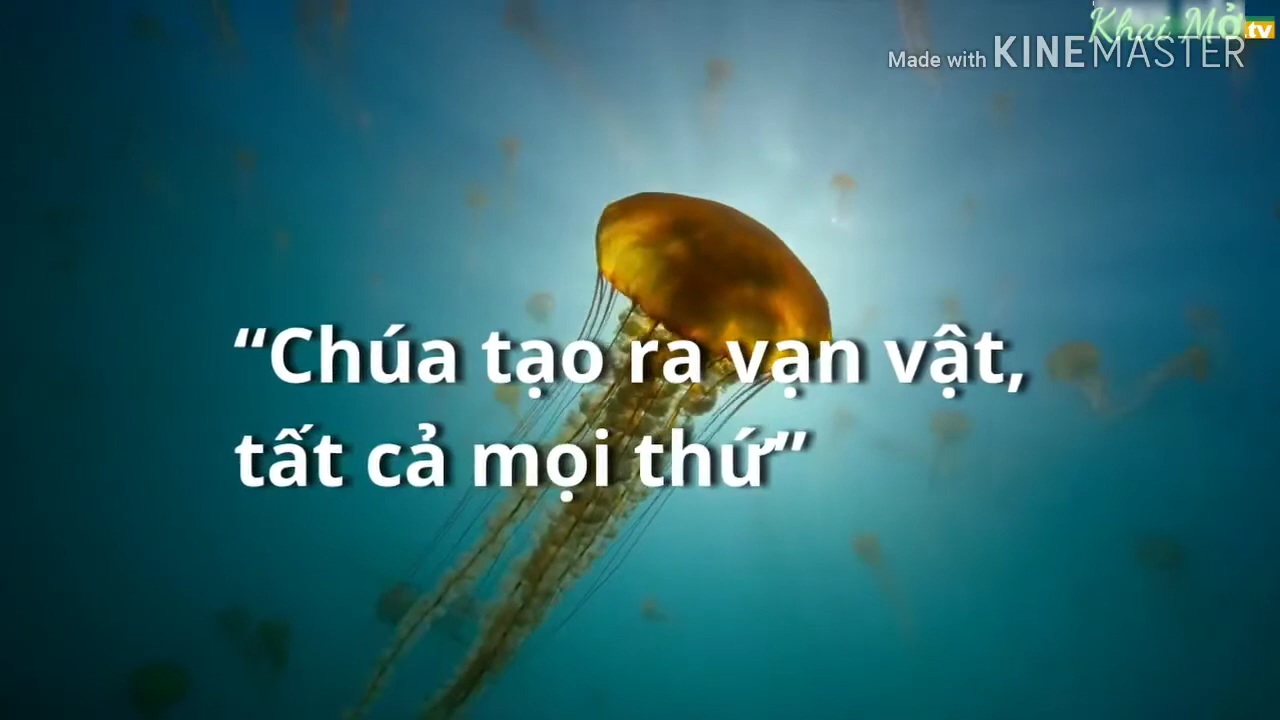 Khai Mở.tv
Made with KINEMASTER
“Chúa tạo ra vạn vật,
tất cả mọi thứ”